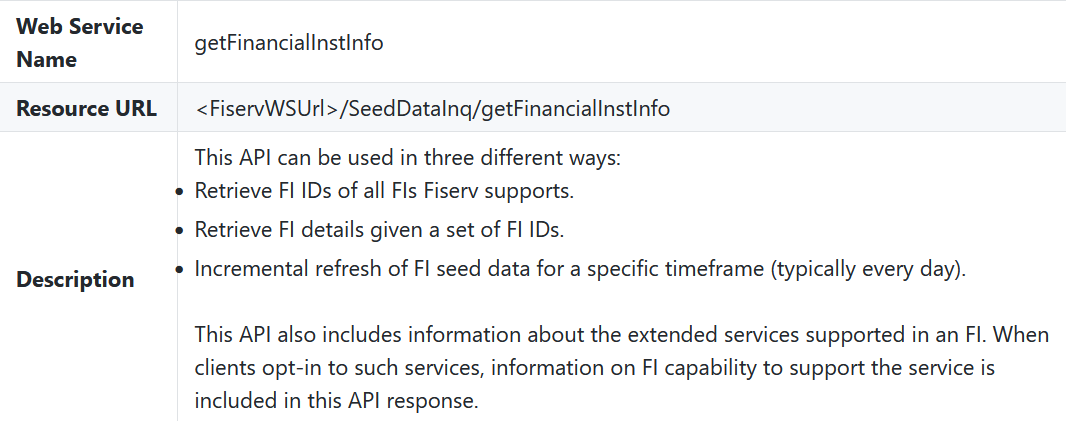 Web Service
Name
getFinancialInstInfo
Resource URL
<FiservWSUrl>/SeedDataInq/getFinancialInstInfo
Description
This API can be used in three different ways:
• Retrieve FI IDs of all FIs Fiserv supports.
• Retrieve FI details given a set of FI IDs.
• Incremental refresh of FI seed data for a specific timeframe (typically every day).
This API also includes information about the extended services supported in an FI. When
clients opt-in to such services, information on FI capability to support the service is
included in this API response.